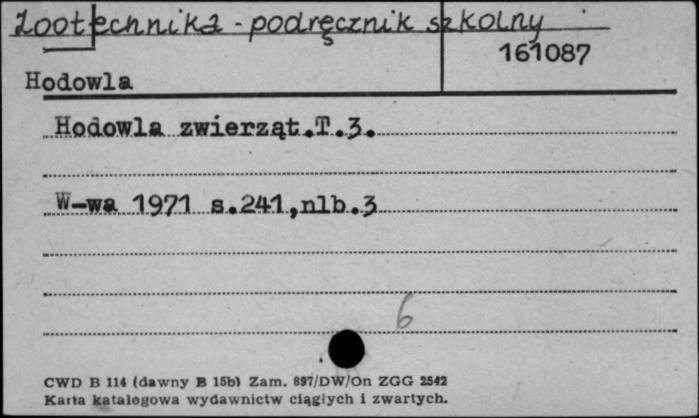 Zootechnika - podręcznik szkolny
161087
Hodowla
Hodowla zwierząt.T.3.
W-wa 1971 s.241,nlb.3
6
CWD B 114 (dawny B 15b) Zam. 897/DW/On ZGG 2542
Karta katalogowa wydawnictw ciągłych i zwartych.